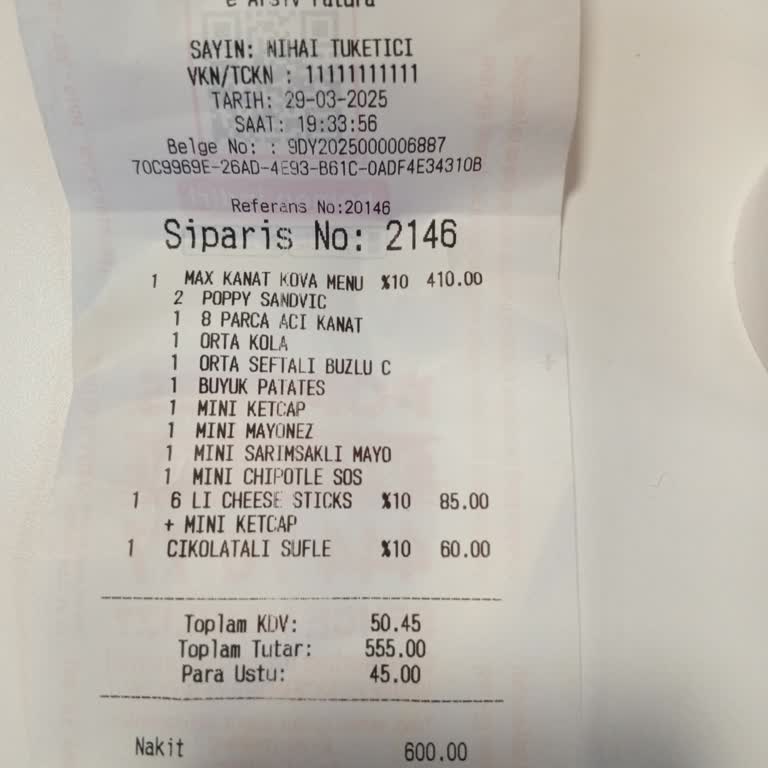 e Arşiv Fatura
SAYIN: NIHAI TUKETICI
VKN/TCKN : 11111111111
TARIH: 29-03-2025
SAAT: 19:33:56
Belge No: : 9DY2025000006887
70C9969E-26AD-4E93-B61C-0ADF4E34310B
Referans No:20146
Siparis No: 2146
1 MAX KANAT KOVA MENU %10 410.00
2 POPPY SANDVIC
1 8 PARCA ACI KANAT
1 ORTA KOLA
1 ORTA SEFTALI BUZLU C
1 BUYUK PATATES
1 MINI KETCAP
1 MINI MAYONEZ
1 MINI SARIMSAKLI MAYO
1 MINI CHIPOTLE SOS
1 6 LI CHEESE STICKS %10 85.00
+ MINI KETCAP
1 CIKOLATALI SUFLE %10 60.00
Toplam KDV: 50.45
Toplam Tutar: 555.00
Para Ustu: 45.00
Nakit 600.00